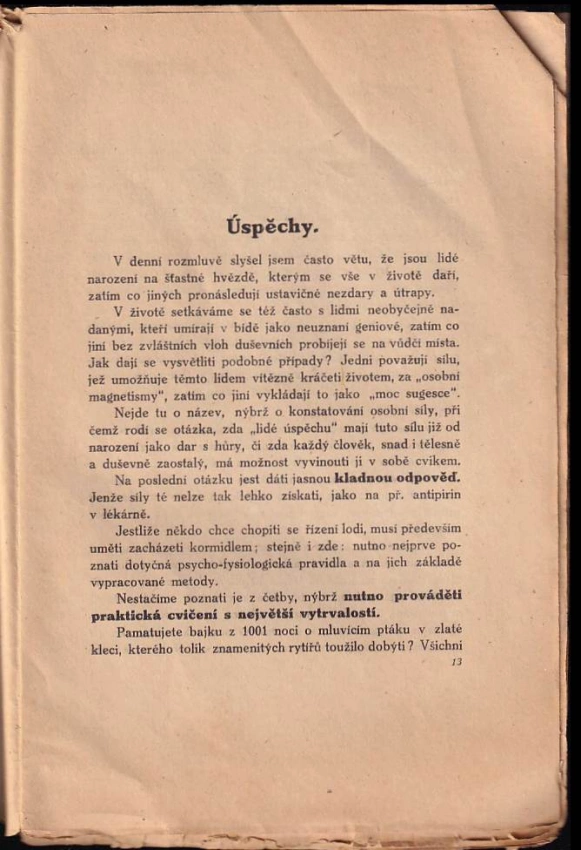 Úspěchy.
V denní rozmluvě slyšel jsem často větu, že jsou lidé
narození na šťastné hvězdě, kterým se vše v životě daří,
zatím co jiných pronásledují ustavičné nezdary a útrapy.
V životě setkáváme se též často s lidmi neobyčejně na-
danými, kteří umírají v bídě jako neuznaní geniové, zatím co
jiní bez zvláštních vloh duševních probíjejí se na vůdčí místa.
Jak dají se vysvětliti podobné případy? Jedni považují sílu,
jež umožňuje těmto lidem vítězně kráčeti životem, za „osobní
magnetismy“, zatím co jiní vykládají to jako „moc sugesce“.
Nejde tu o název, nýbrž o konstatování osobní síly, při
čemž rodí se otázka, zda „lidé úspěchu“ mají tuto sílu již od
narození jako dar s hůry, či zda každý člověk, snad i tělesně
a duševně zaostalý, má možnost vyvinouti ji v sobě cvikem.
Na poslední otázku jest dáti jasnou kladnou odpověď.
Jenže síly té nelze tak lehko získati, jako na př. antipirin
v lékárně.
Jestliže někdo chce chopiti se řízení lodi, musí především
uměti zacházeti kormidlem; stejně i zde: nutno nejprve po-
znati dotyčná psycho-fysiologická pravidla a na jich základě
vypracované metody.
Nestačíme poznati je z četby, nýbrž nutno prováděti
praktická cvičení s největší vytrvalostí.
Pamatujete bajku z 1001 noci o mluvícím ptáku v zlaté
kleci, kterého tolik znamenitých rytířů toužilo dobýti? Všichni
13